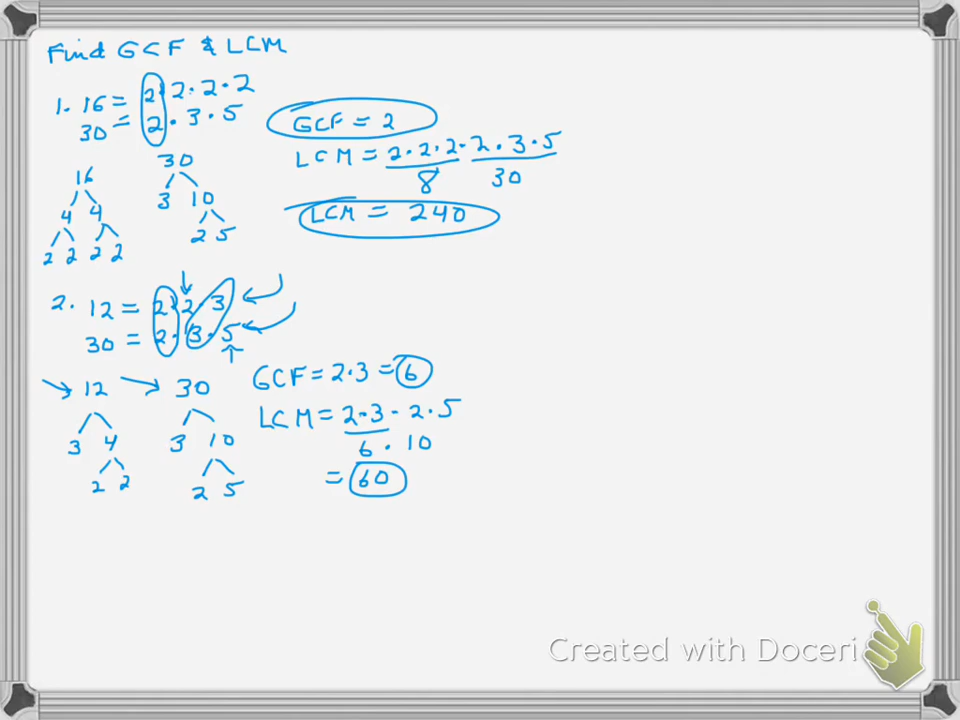 Find GCF & LCM
1. 16 = 2·2·2·2
30 = 2·3·5
GCF = 2
LCM = 2·2·2·2·3·5
8 30
LCM = 240
16
4 4
2 2 2 2
30
3 10
2 5
2. 12 = 2·2·3
30 = 2·3·5
12
3 4
2 2
30
3 10
2 5
GCF = 2·3 = 6
LCM = 2·3·2·5
6 · 10
= 60
Created with Doceri